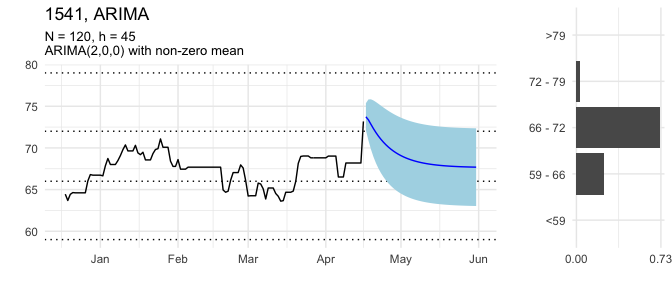 1541, ARIMA
N = 120, h = 45
ARIMA(2,0,0) with non-zero mean
80
75
70
65
60
Jan Feb Mar Apr May Jun
>79
72 - 79
66 - 72
59 - 66
<59
0.00 0.73